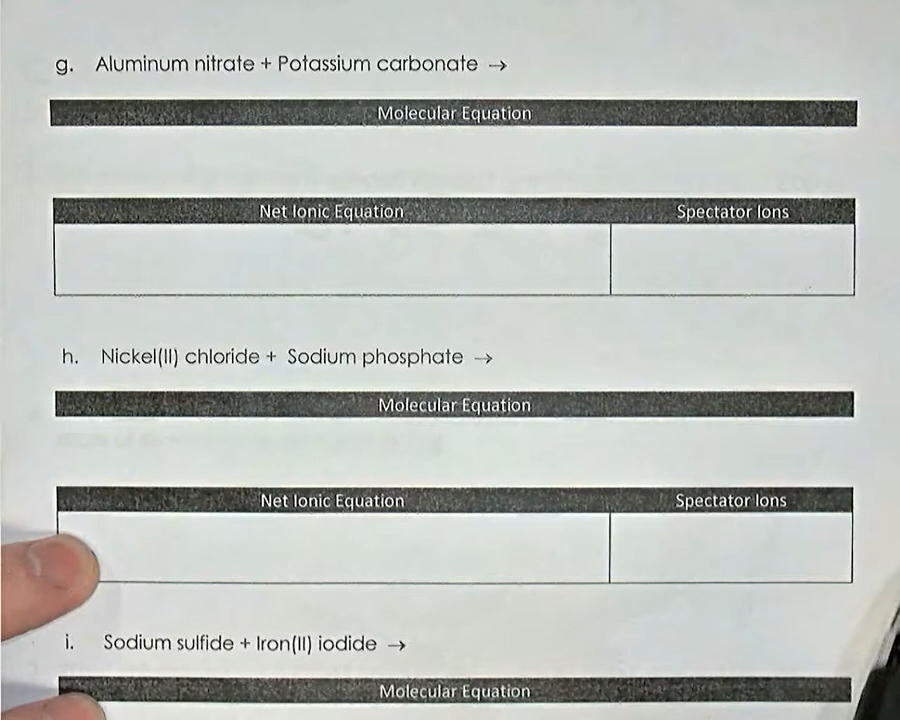 g. Aluminum nitrate + Potassium carbonate →
Molecular Equation
Net Ionic Equation Spectator Ions
h. Nickel(II) chloride + Sodium phosphate →
Molecular Equation
Net Ionic Equation Spectator Ions
i. Sodium sulfide + Iron(II) iodide →
Molecular Equation